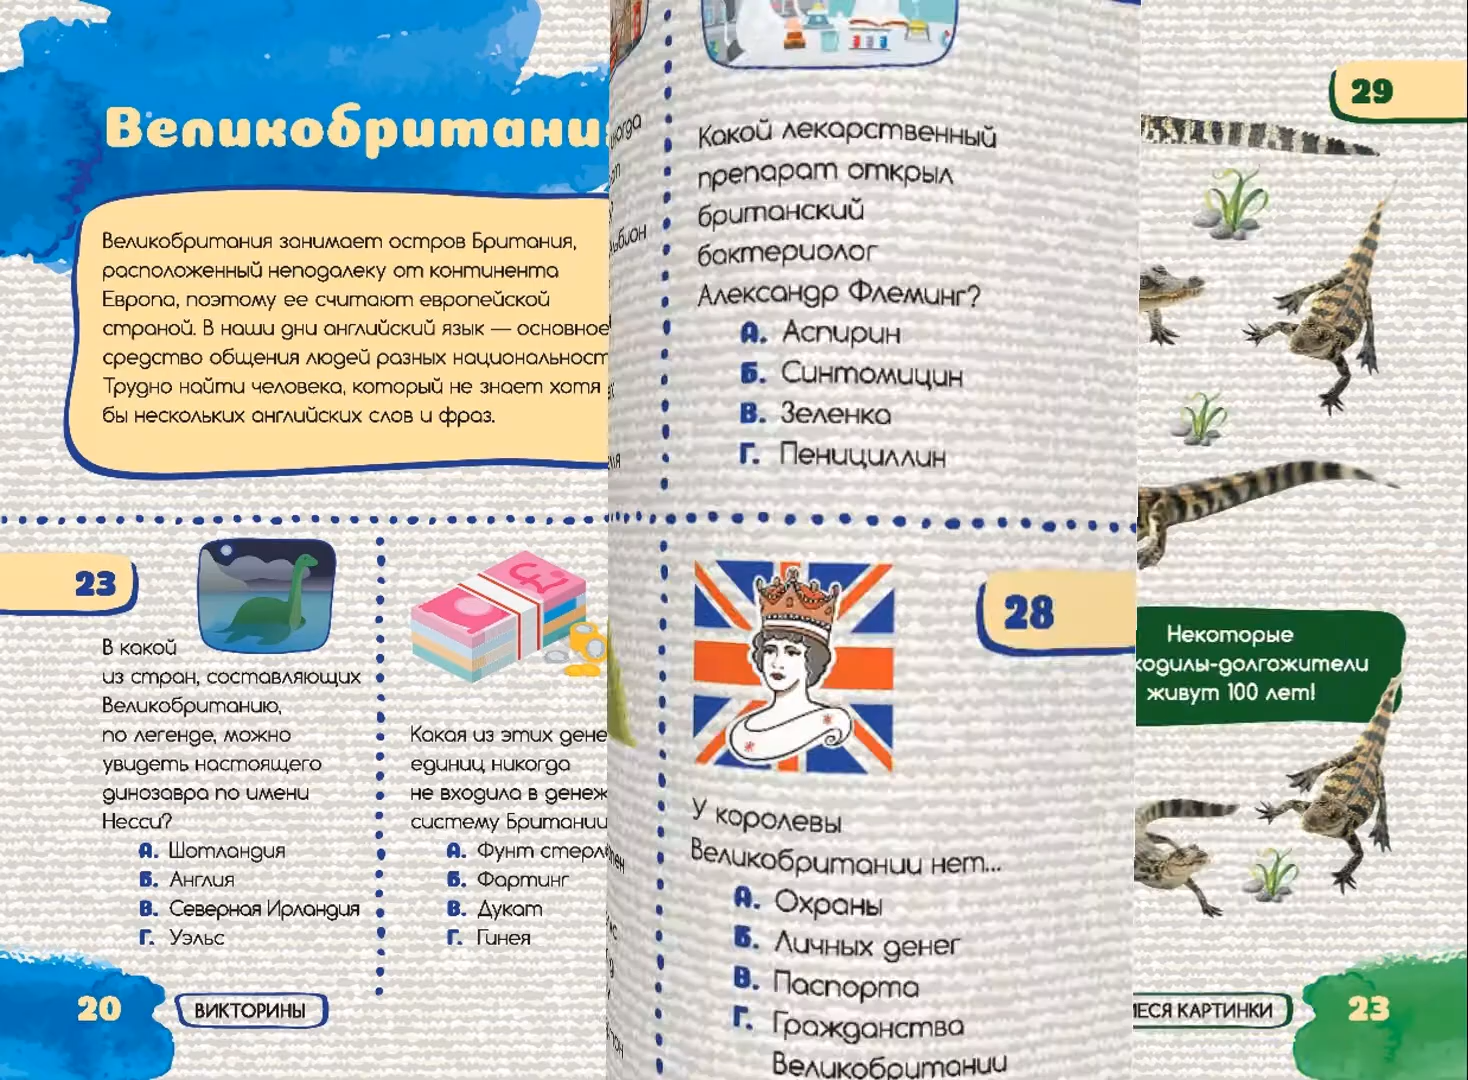 Великобритани
Великобритания занимает остров Британия,
расположенный неподалеку от континента
Европа, поэтому ее считают европейской
страной. В наши дни английский язык — основное
средство общения людей разных национальност
Трудно найти человека, который не знает хотя
бы нескольких английских слов и фраз.
23
В какой
из стран, составляющих
Великобританию,
по легенде, можно
увидеть настоящего
динозавра по имени
Несси?
А. Шотландия
Б. Англия
В. Северная Ирландия
Г. Уэльс
Какая из этих дене
единиц никогда
не входила в денеж
систему Британии
А. Фунт стерл
Б. Фартинг
В. Дукат
Г. Гинея
20
ВИКТОРИНЫ
Какой лекарственный
препарат открыл
британский
бактериолог
Александр Флеминг?
А. Аспирин
Б. Синтомицин
В. Зеленка
Г. Пенициллин
28
У королевы
Великобритании нет...
А. Охраны
Б. Личных денег
В. Паспорта
Г. Гражданства
Великобритании
29
Некоторые
кодилы-долгожители
живут 100 лет!
ИЕСЯ КАРТИНКИ
23